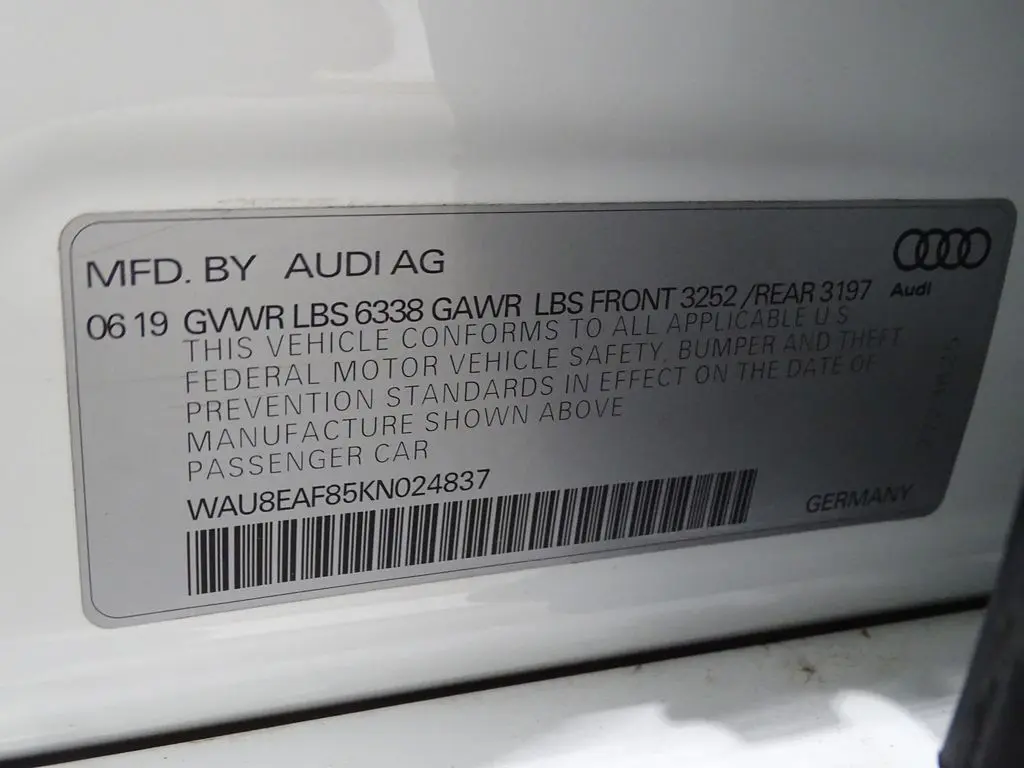 MFD. BY AUDI AG
Audi
06 19 GVWR LBS 6338 GAWR LBS FRONT 3252 /REAR 3197
THIS VEHICLE CONFORMS TO ALL APPLICABLE U S
FEDERAL MOTOR VEHICLE SAFETY, BUMPER AND THEFT
PREVENTION STANDARDS IN EFFECT ON THE DATE OF
MANUFACTURE SHOWN ABOVE
PASSENGER CAR
WAU8EAF85KN024837
GERMANY